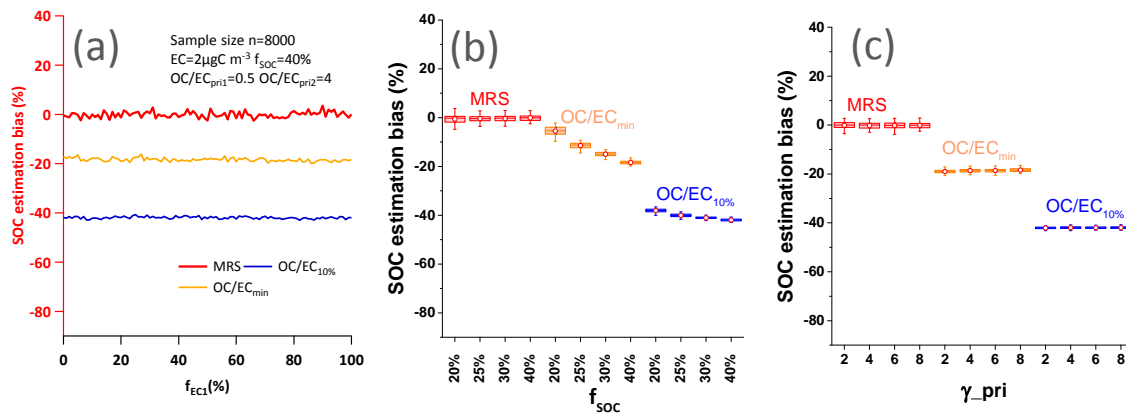 (a)
Sample size n=8000
EC=2μgC m⁻³ f_SOC=40%
OC/EC_pri1=0.5 OC/EC_pri2=4
SOC estimation bias (%)
40
20
0
-20
-40
-60
-80
MRS
OC/EC_10%
OC/EC_min
0 20 40 60 80 100
f_EC1(%)
(b)
SOC estimation bias (%)
40
20
0
-20
-40
-60
-80
MRS
OC/EC_min
OC/EC_10%
20% 25% 30% 40% 20% 25% 30% 40% 20% 25% 30% 40%
f_SOC
(c)
SOC estimation bias (%)
40
20
0
-20
-40
-60
-80
MRS
OC/EC_min
OC/EC_10%
2 4 6 8 2 4 6 8 2 4 6 8
γ_pri